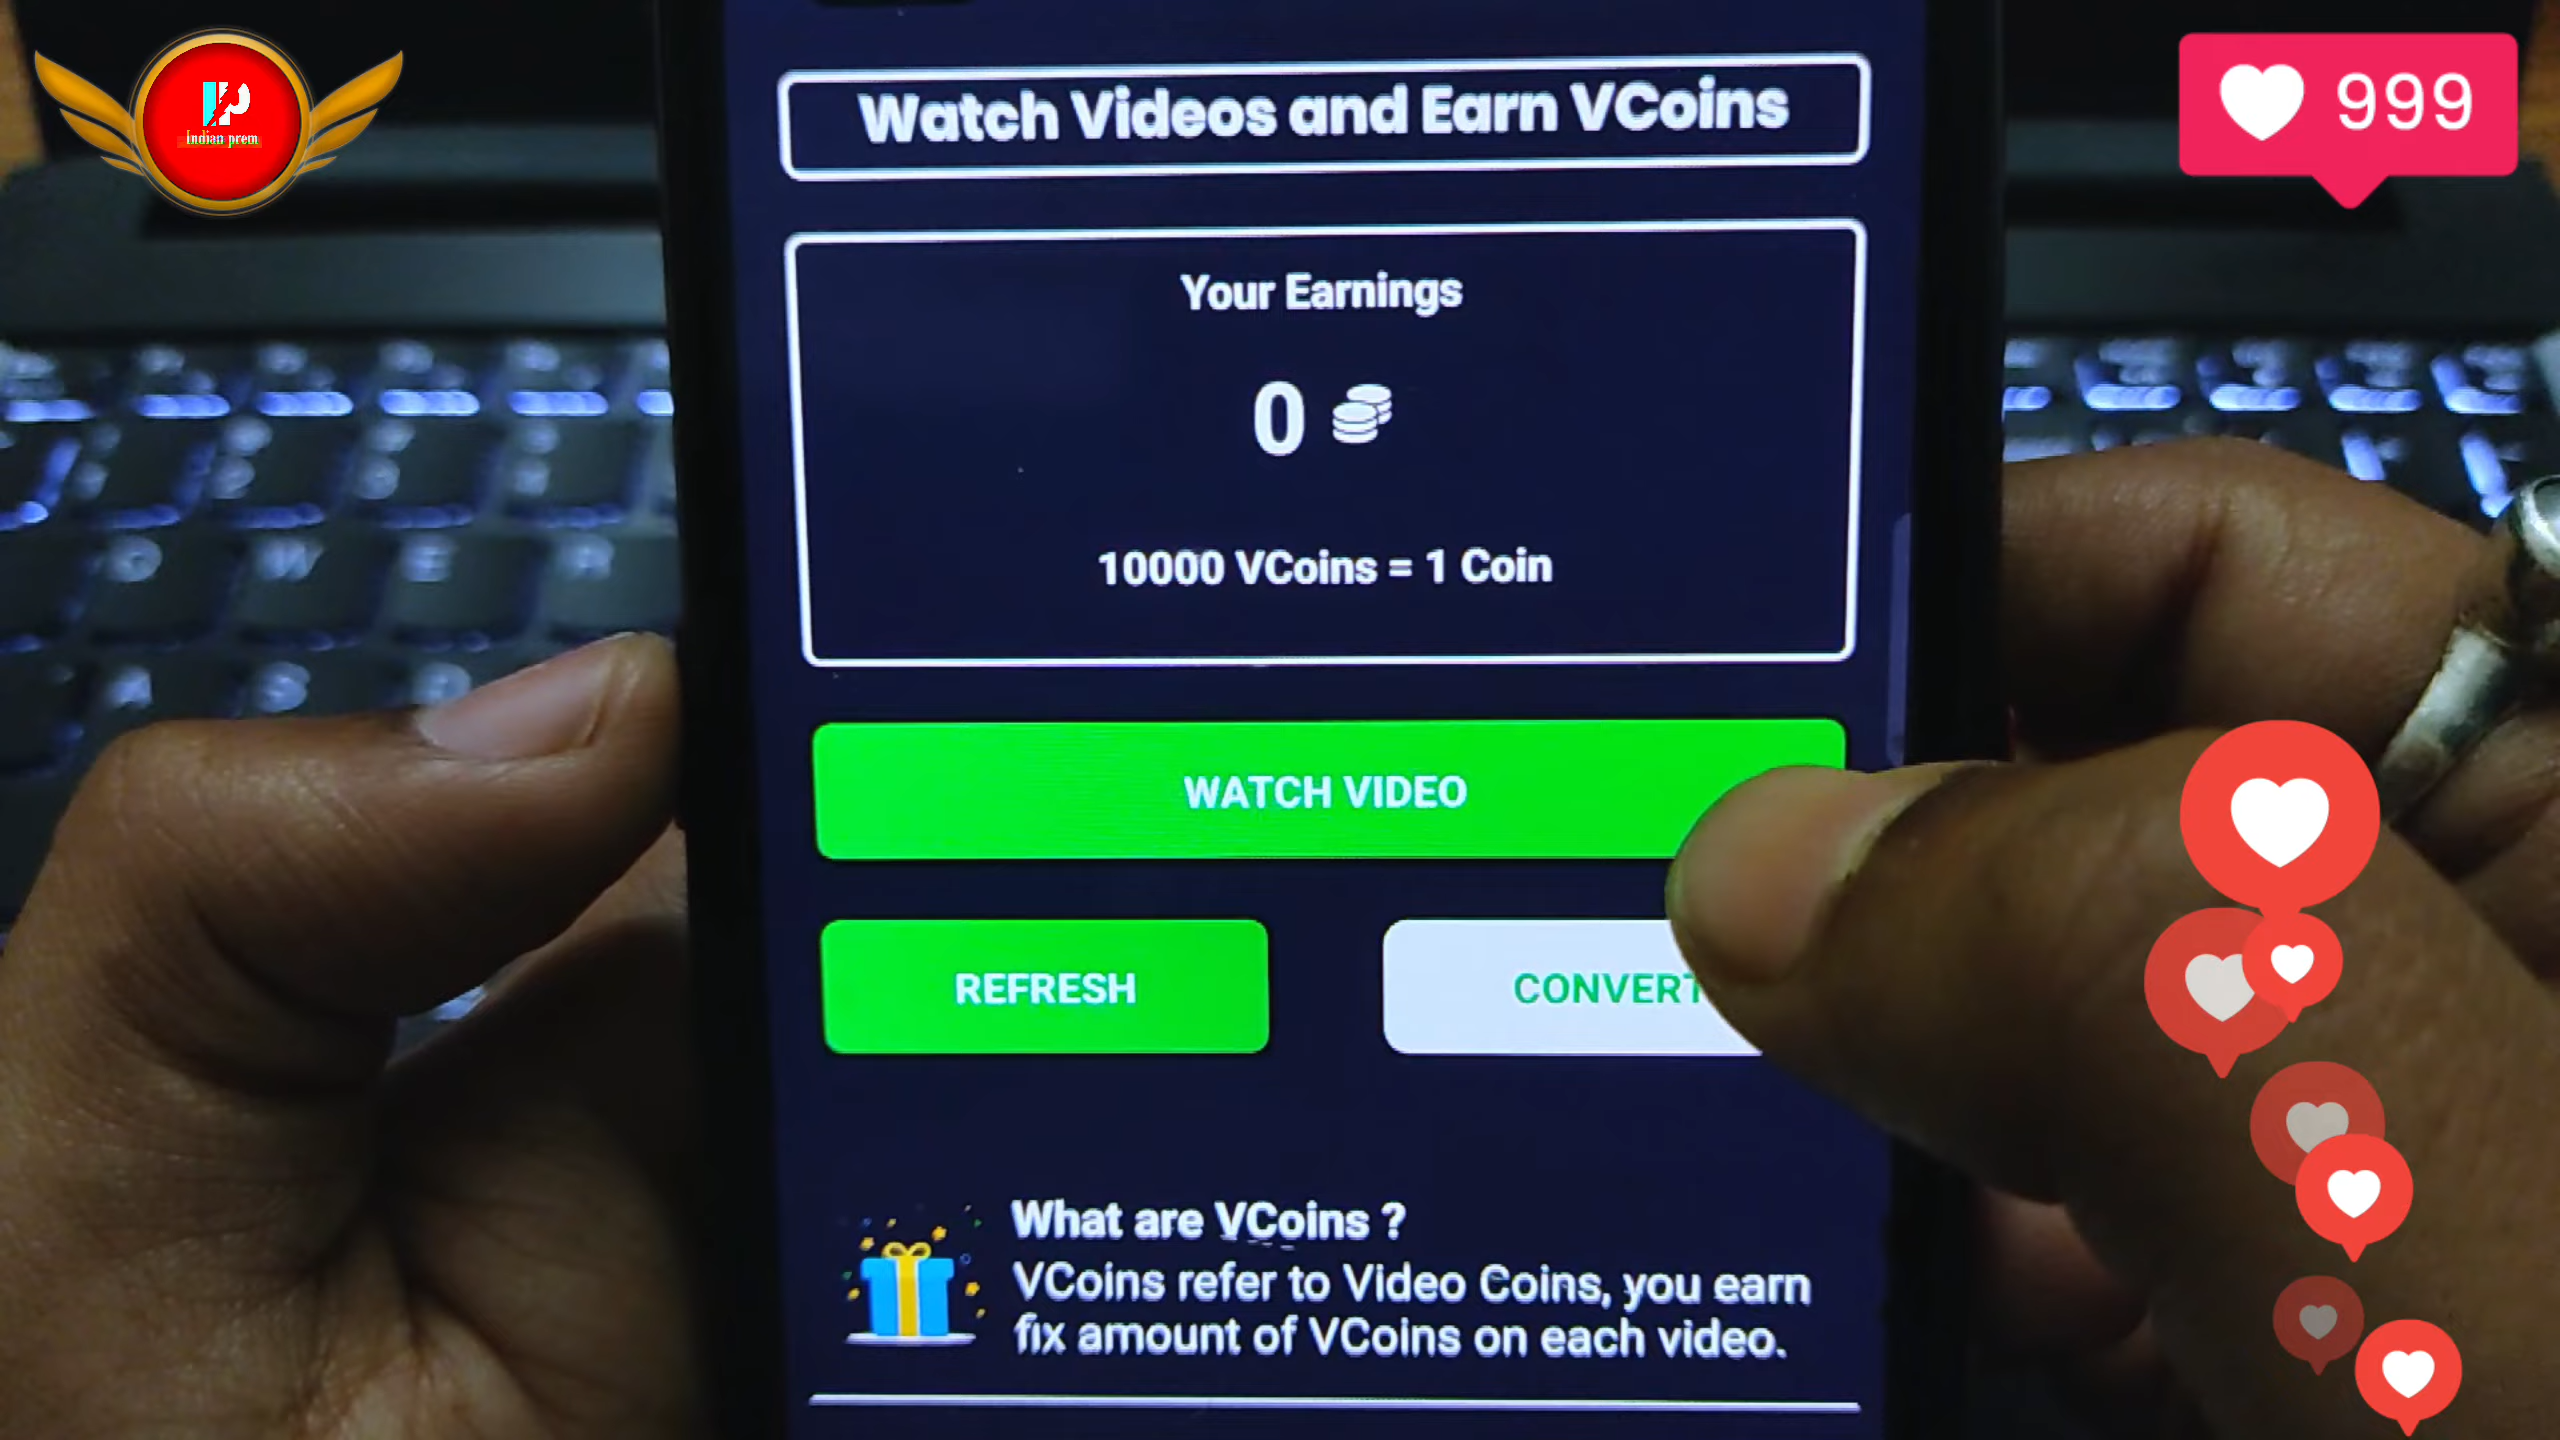 Indian prem
999
Watch Videos and Earn VCoins
Your Earnings
0
10000 VCoins = 1 Coin
WATCH VIDEO
REFRESH
CONVERT
What are VCoins ?
VCoins refer to Video Coins, you earn
fix amount of VCoins on each video.
W E R
A S D